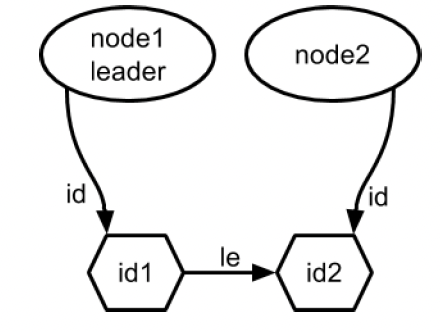 node1
leader
node2
id
id
id1
le
id2